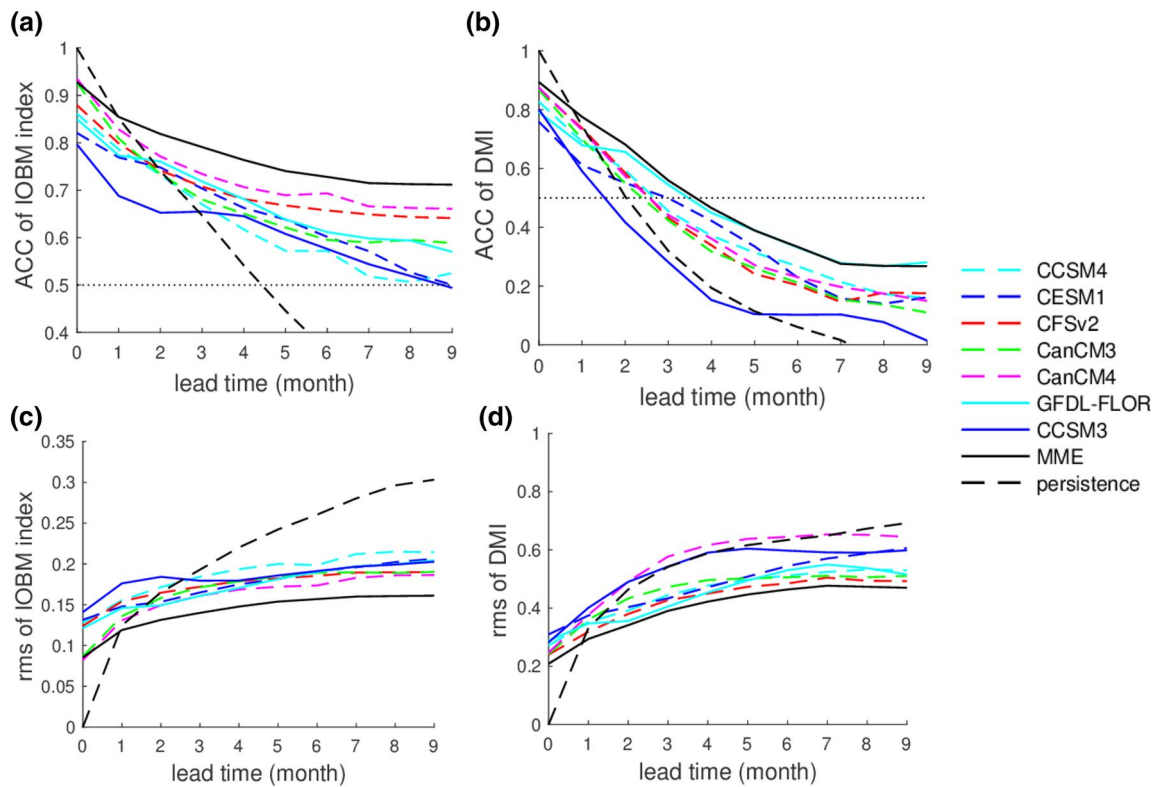 (a)
ACC of IOBM index
1
0.9
0.8
0.7
0.6
0.5
0.4
0 1 2 3 4 5 6 7 8 9
lead time (month)
(b)
ACC of DMI
1
0.8
0.6
0.4
0.2
0
0 1 2 3 4 5 6 7 8 9
lead time (month)
CCSM4
CESM1
CFSv2
CanCM3
CanCM4
GFDL-FLOR
CCSM3
MME
persistence
(c)
rms of IOBM index
0.35
0.3
0.25
0.2
0.15
0.1
0.05
0
0 1 2 3 4 5 6 7 8 9
lead time (month)
(d)
rms of DMI
1
0.8
0.6
0.4
0.2
0
0 1 2 3 4 5 6 7 8 9
lead time (month)